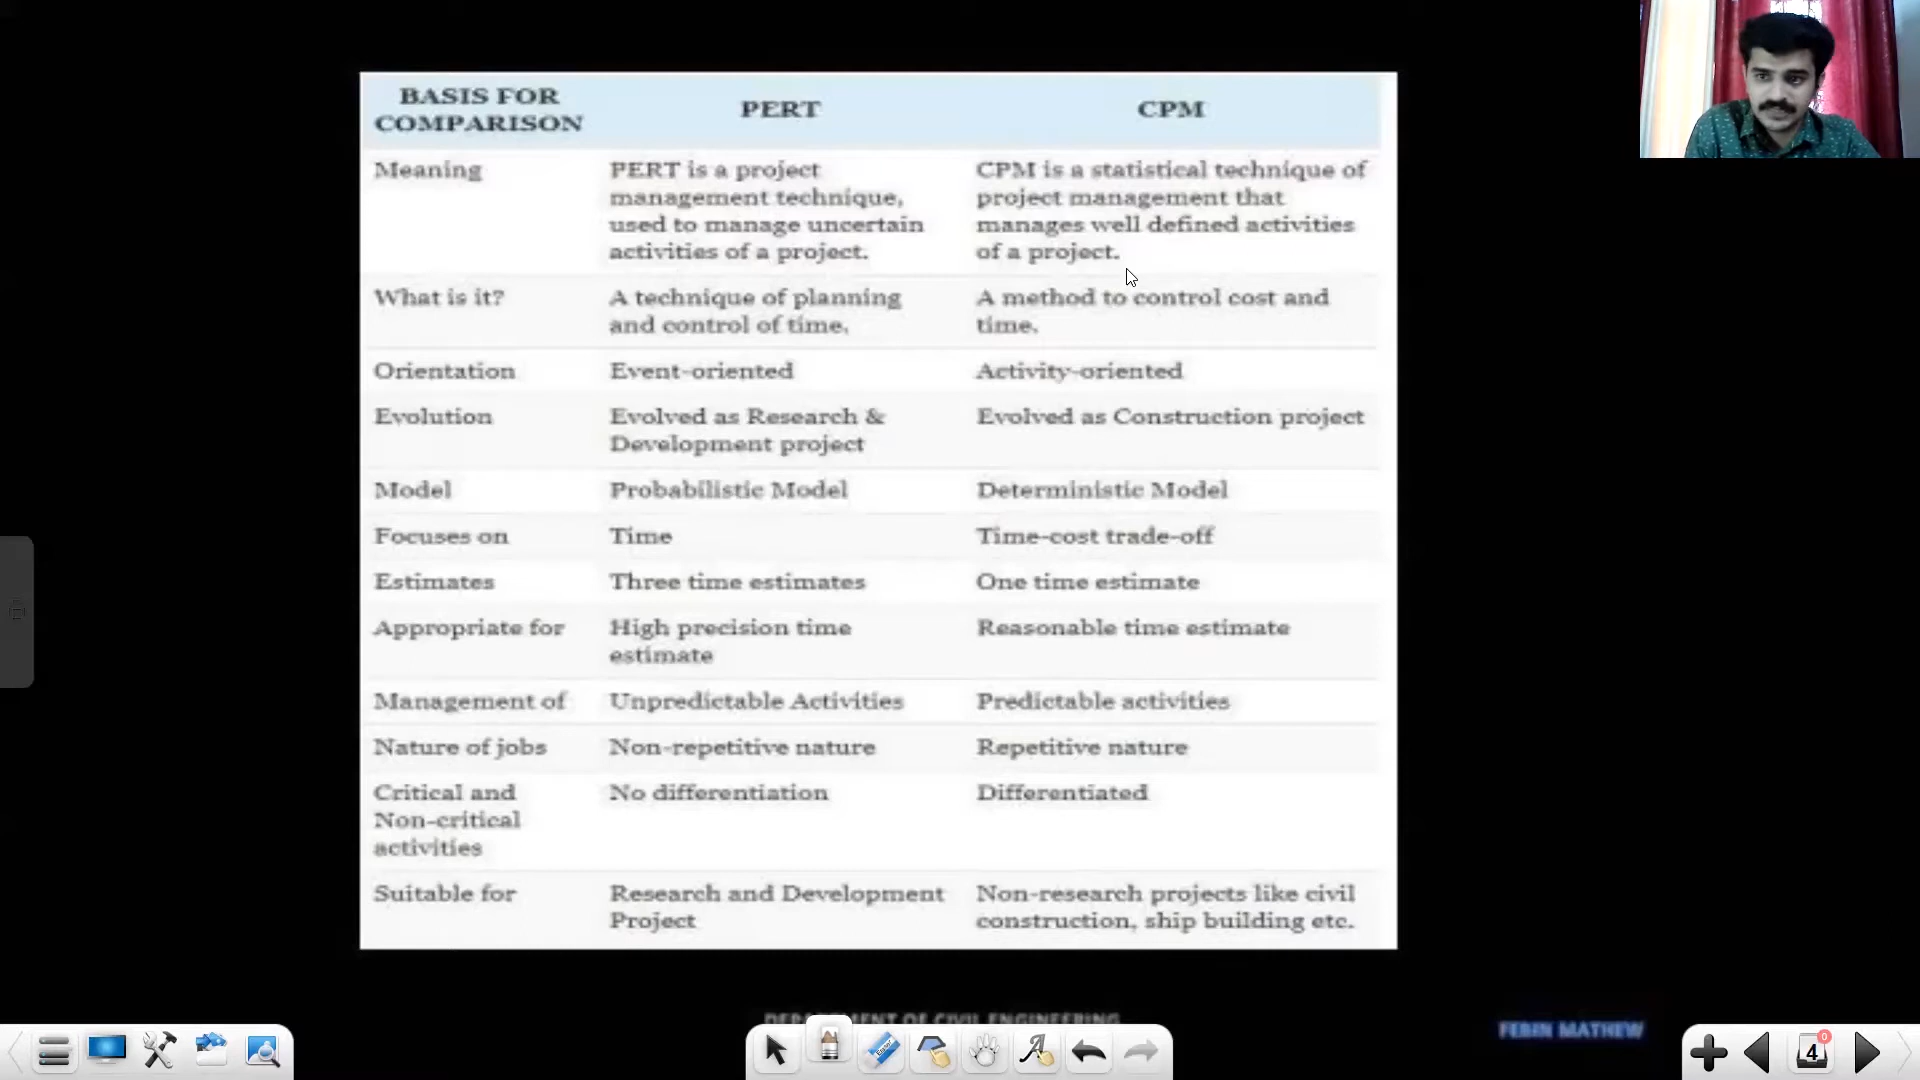 BASIS FOR COMPARISON PERT CPM
Meaning PERT is a project CPM is a statistical technique of
management technique, project management that
used to manage uncertain manages well defined activities
activities of a project. of a project.
What is it? A technique of planning A method to control cost and
and control of time. time.
Orientation Event-oriented Activity-oriented
Evolution Evolved as Research & Evolved as Construction project
Development project
Model Probabilistic Model Deterministic Model
Focuses on Time Time-cost trade-off
Estimates Three time estimates One time estimate
Appropriate for High precision time Reasonable time estimate
estimate
Management of Unpredictable Activities Predictable activities
Nature of jobs Non-repetitive nature Repetitive nature
Critical and No differentiation Differentiated
Non-critical
activities
Suitable for Research and Development Non-research projects like civil
Project construction, ship building etc.
DEPARTMENT OF CIVIL ENGINEERING
FEBIN MATHEW
Eraser
4
0